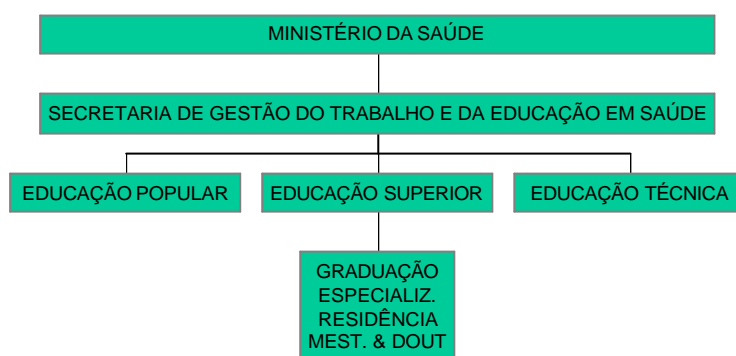 MINISTÉRIO DA SAÚDE
SECRETARIA DE GESTÃO DO TRABALHO E DA EDUCAÇÃO EM SAÚDE
EDUCAÇÃO POPULAR
EDUCAÇÃO SUPERIOR
EDUCAÇÃO TÉCNICA
GRADUAÇÃO
ESPECIALIZ.
RESIDÊNCIA
MEST. & DOUT